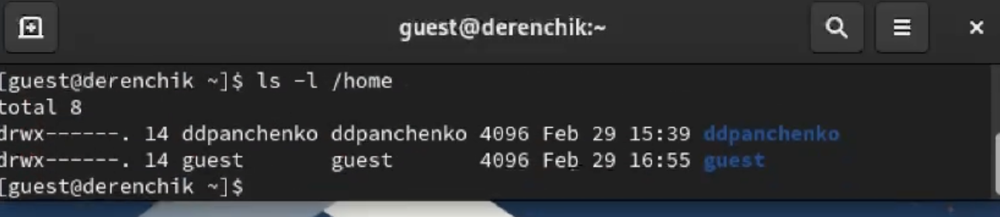 guest@derenchik:~
[guest@derenchik ~]$ ls -l /home
total 8
drwx------. 14 ddpanchenko ddpanchenko 4096 Feb 29 15:39 ddpanchenko
drwx------. 14 guest       guest       4096 Feb 29 16:55 guest
[guest@derenchik ~]$